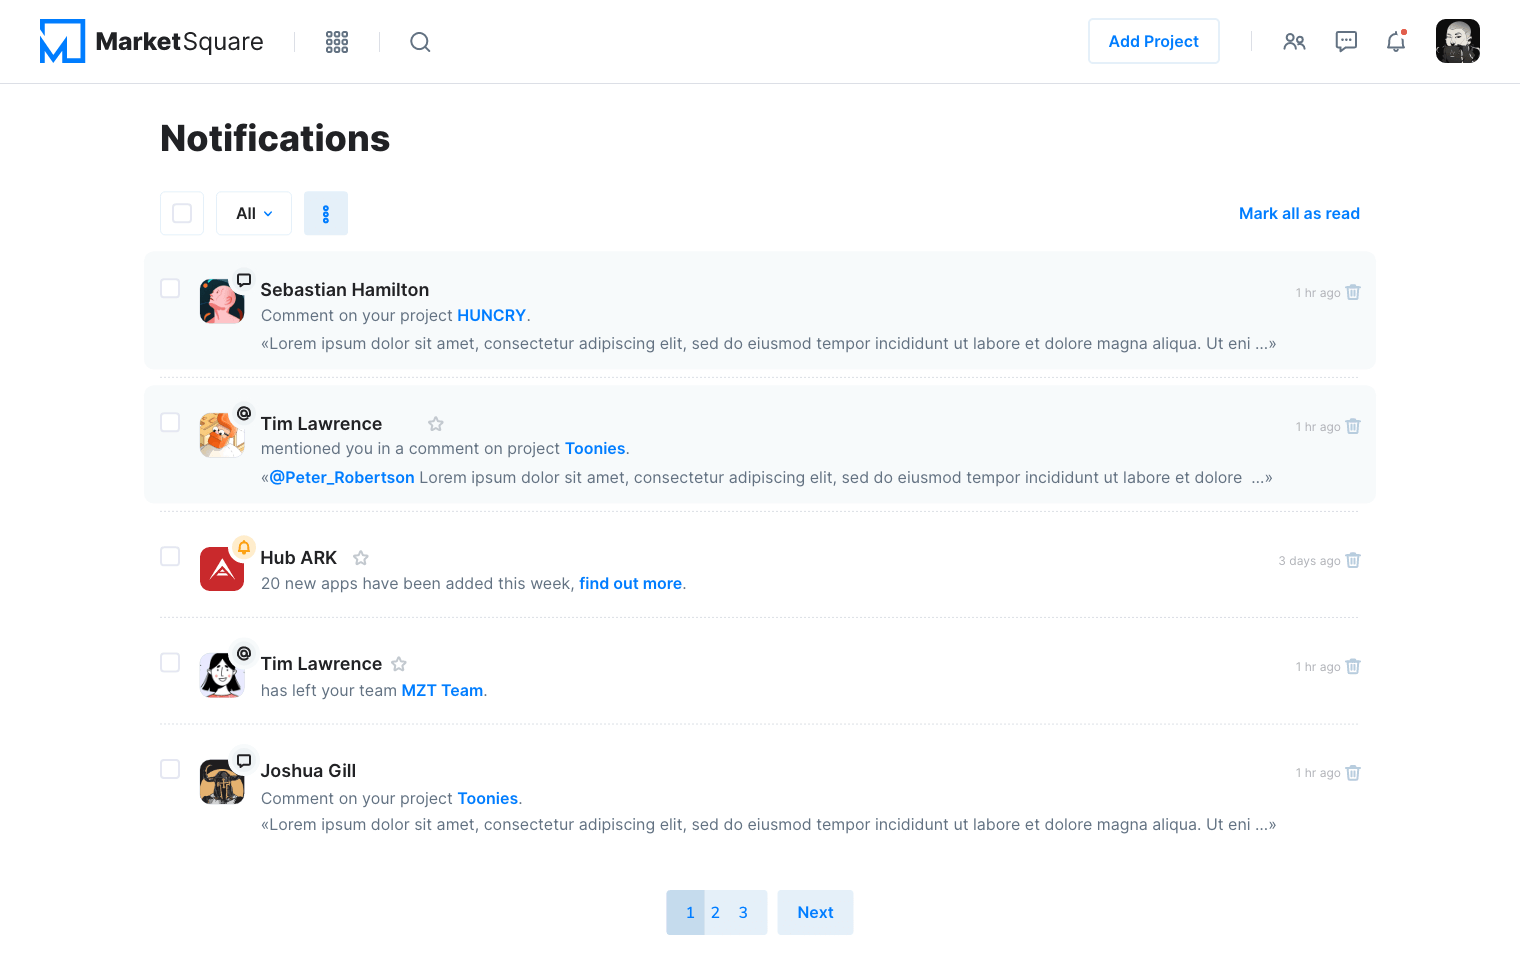 MarketSquare
Add Project
Notifications
All
Mark all as read
Sebastian Hamilton
1 hr ago
Comment on your project HUNCRY.
«Lorem ipsum dolor sit amet, consectetur adipiscing elit, sed do eiusmod tempor incididunt ut labore et dolore magna aliqua. Ut eni ...»
Tim Lawrence
1 hr ago
mentioned you in a comment on project Toonies.
«@Peter_Robertson Lorem ipsum dolor sit amet, consectetur adipiscing elit, sed do eiusmod tempor incididunt ut labore et dolore  ...»
Hub ARK
3 days ago
20 new apps have been added this week, find out more.
Tim Lawrence
1 hr ago
has left your team MZT Team.
Joshua Gill
1 hr ago
Comment on your project Toonies.
«Lorem ipsum dolor sit amet, consectetur adipiscing elit, sed do eiusmod tempor incididunt ut labore et dolore magna aliqua. Ut eni ...»
1 2 3 Next